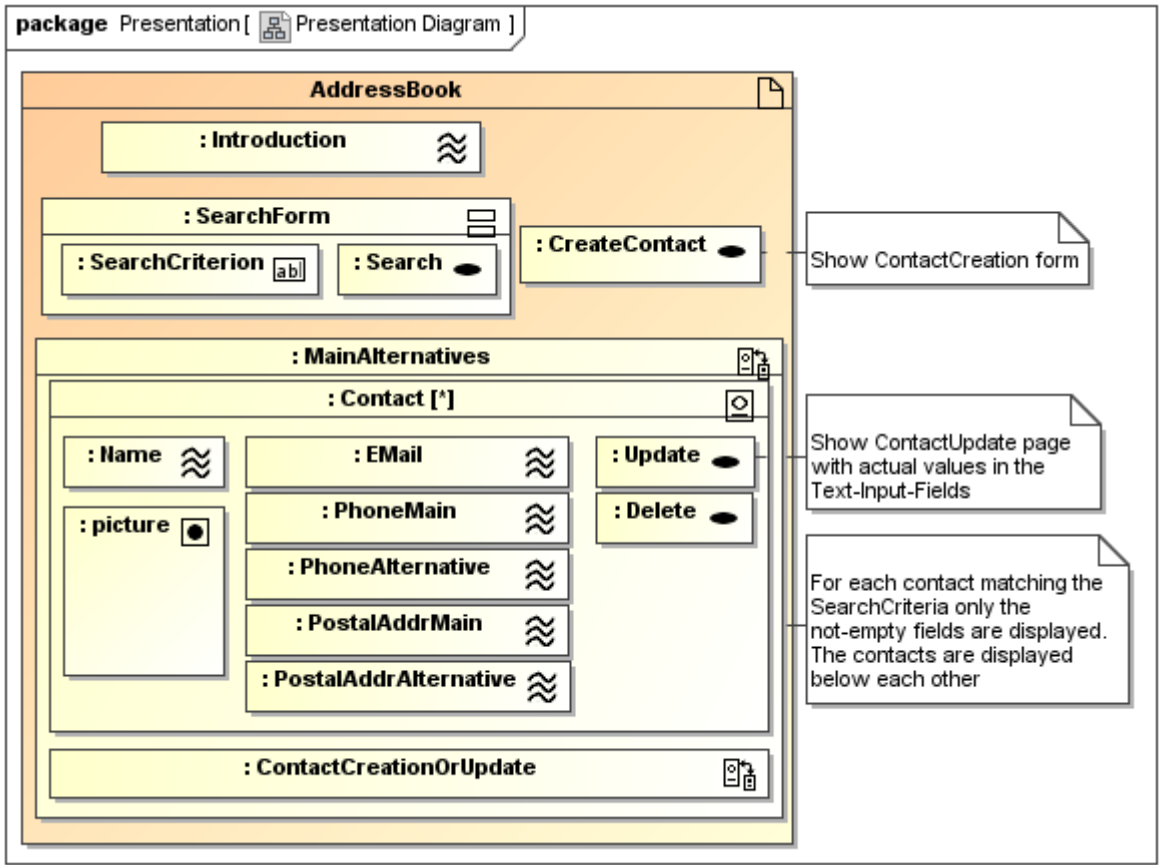 package Presentation [ Presentation Diagram ]
AddressBook
: Introduction
: SearchForm
: SearchCriterion
abl
: Search
: CreateContact
Show ContactCreation form
: MainAlternatives
: Contact [*]
: Name
: picture
: EMail
: PhoneMain
: PhoneAlternative
: PostalAddrMain
: PostalAddrAlternative
: Update
: Delete
Show ContactUpdate page
with actual values in the
Text-Input-Fields
For each contact matching the
SearchCriteria only the
not-empty fields are displayed.
The contacts are displayed
below each other
: ContactCreationOrUpdate